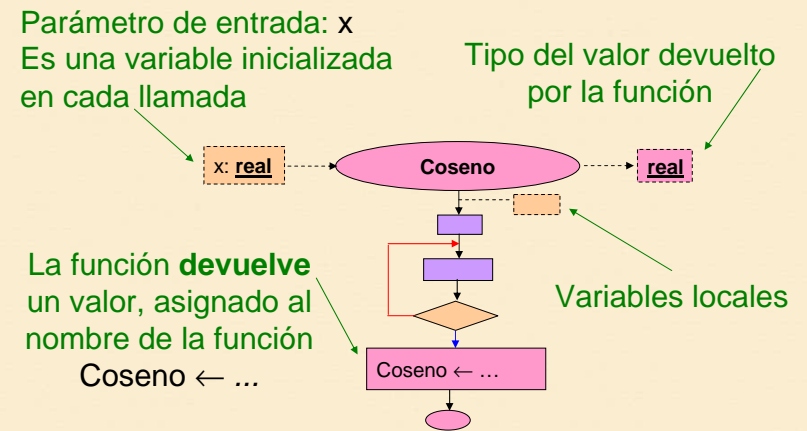 Parámetro de entrada: x
Es una variable inicializada
en cada llamada
Tipo del valor devuelto
por la función
x: real
Coseno
real
La función devuelve
un valor, asignado al
nombre de la función
Coseno ← ...
Variables locales
Coseno ← ...